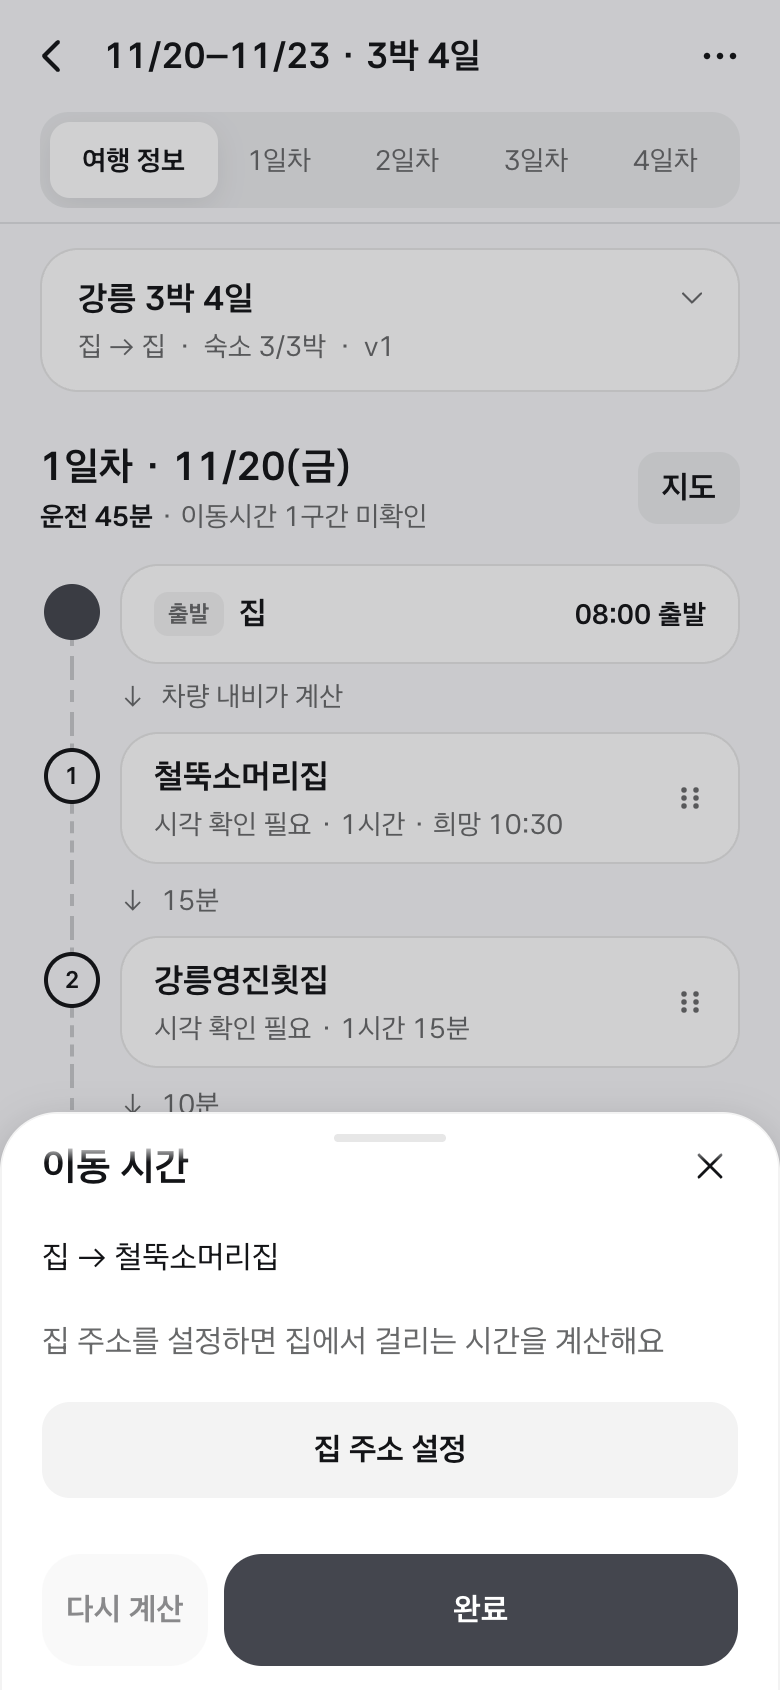 11/20–11/23 · 3박 4일
여행 정보 1일차 2일차 3일차 4일차
강릉 3박 4일
집 → 집 · 숙소 3/3박 · v1
1일차 · 11/20(금)
지도
운전 45분 · 이동시간 1구간 미확인
출발 집 08:00 출발
↓ 차량 내비가 계산
1 철뚝소머리집
시각 확인 필요 · 1시간 · 희망 10:30
↓ 15분
2 강릉영진횟집
시각 확인 필요 · 1시간 15분
↓ 10분
이동 시간
집 → 철뚝소머리집
집 주소를 설정하면 집에서 걸리는 시간을 계산해요
집 주소 설정
다시 계산 완료